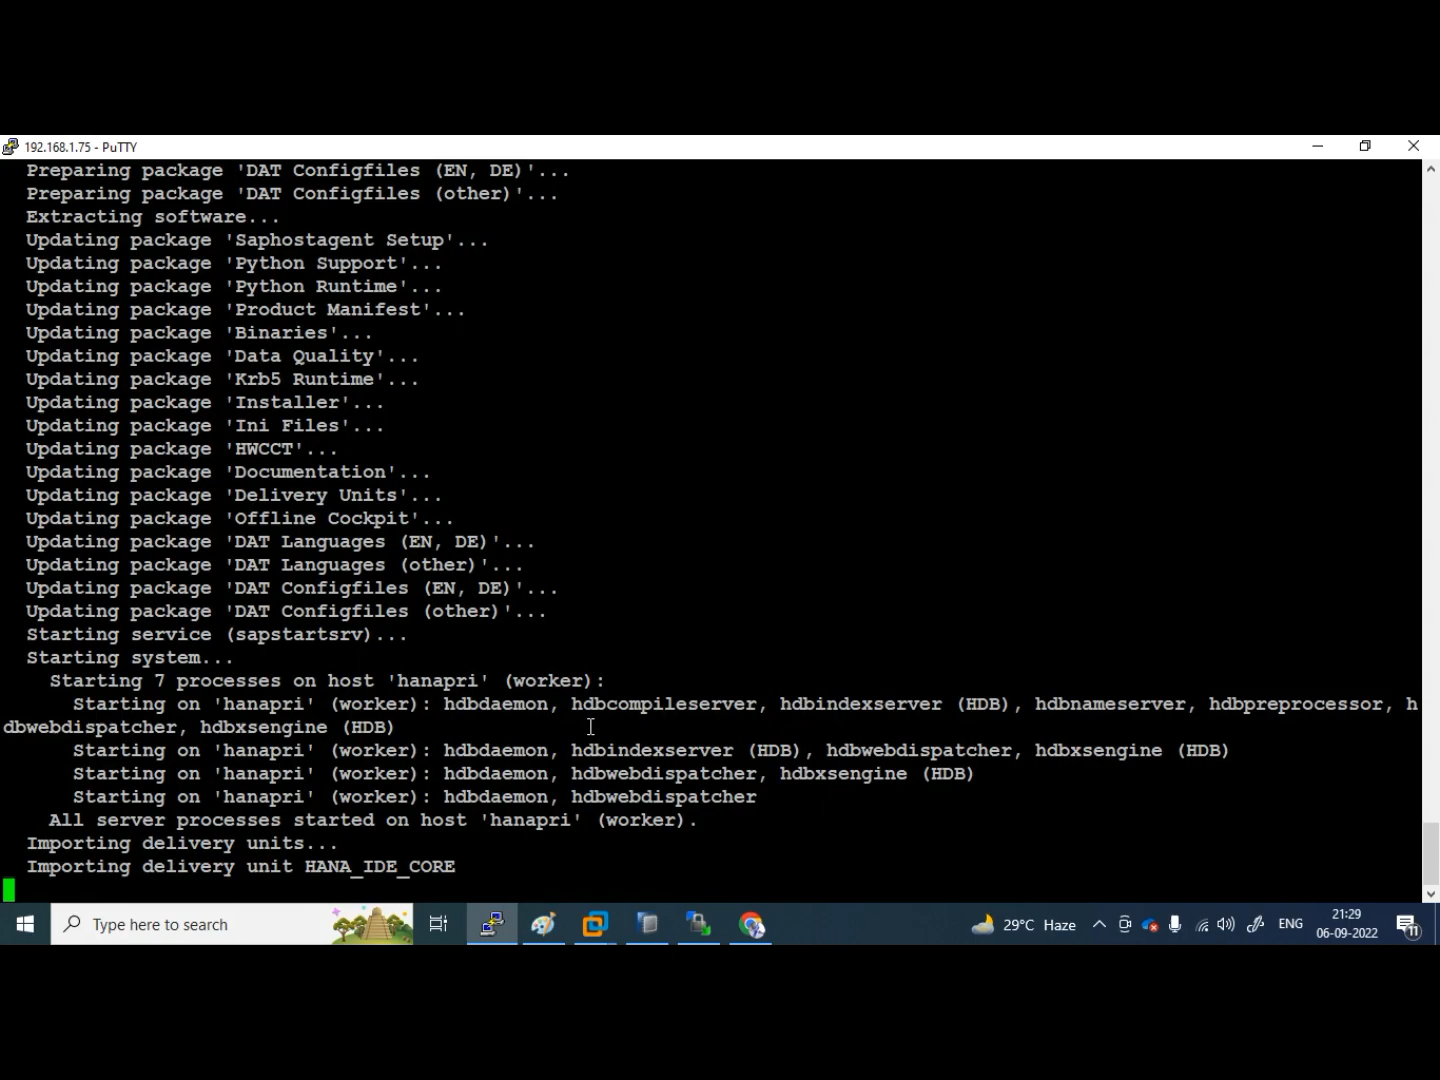 192.168.1.75 - PuTTY
Preparing package 'DAT Configfiles (EN, DE)'...
Preparing package 'DAT Configfiles (other)'...
Extracting software...
Updating package 'Saphostagent Setup'...
Updating package 'Python Support'...
Updating package 'Python Runtime'...
Updating package 'Product Manifest'...
Updating package 'Binaries'...
Updating package 'Data Quality'...
Updating package 'Krb5 Runtime'...
Updating package 'Installer'...
Updating package 'Ini Files'...
Updating package 'HWCCT'...
Updating package 'Documentation'...
Updating package 'Delivery Units'...
Updating package 'Offline Cockpit'...
Updating package 'DAT Languages (EN, DE)'...
Updating package 'DAT Languages (other)'...
Updating package 'DAT Configfiles (EN, DE)'...
Updating package 'DAT Configfiles (other)'...
Starting service (sapstartsrv)...
Starting system...
Starting 7 processes on host 'hanapri' (worker):
Starting on 'hanapri' (worker): hdbdaemon, hdbcompileserver, hdbindexserver (HDB), hdbnameserver, hdbpreprocessor, h
dbwebdispatcher, hdbxsengine (HDB)
Starting on 'hanapri' (worker): hdbdaemon, hdbindexserver (HDB), hdbwebdispatcher, hdbxsengine (HDB)
Starting on 'hanapri' (worker): hdbdaemon, hdbwebdispatcher, hdbxsengine (HDB)
Starting on 'hanapri' (worker): hdbdaemon, hdbwebdispatcher
All server processes started on host 'hanapri' (worker).
Importing delivery units...
Importing delivery unit HANA_IDE_CORE
Type here to search
29°C Haze
ENG
21:29
06-09-2022
11